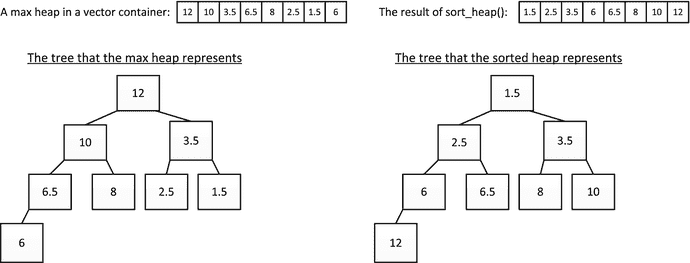 A max heap in a vector container: 12 10 3.5 6.5 8 2.5 1.5 6
The result of sort_heap(): 1.5 2.5 3.5 6 6.5 8 10 12
The tree that the max heap represents
12
10 3.5
6.5 8 2.5 1.5
6
The tree that the sorted heap represents
1.5
2.5 3.5
6 6.5 8 10
12